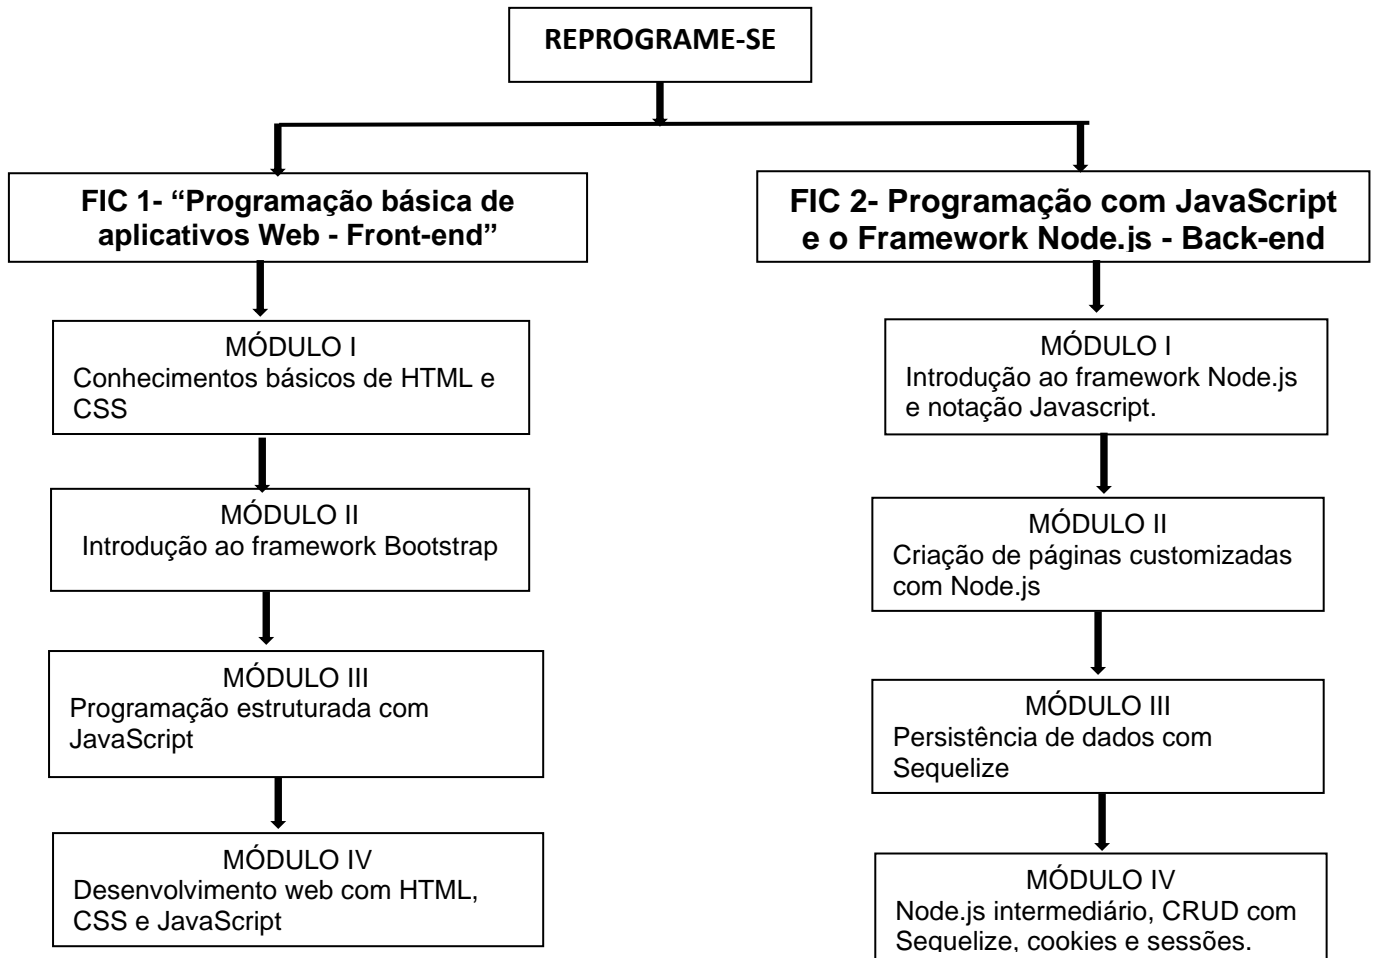 REPROGRAME-SE
FIC 1- “Programação básica de
aplicativos Web - Front-end”
MÓDULO I
Conhecimentos básicos de HTML e
CSS
MÓDULO II
Introdução ao framework Bootstrap
MÓDULO III
Programação estruturada com
JavaScript
MÓDULO IV
Desenvolvimento web com HTML,
CSS e JavaScript
FIC 2- Programação com JavaScript
e o Framework Node.js - Back-end
MÓDULO I
Introdução ao framework Node.js
e notação Javascript.
MÓDULO II
Criação de páginas customizadas
com Node.js
MÓDULO III
Persistência de dados com
Sequelize
MÓDULO IV
Node.js intermediário, CRUD com
Sequelize, cookies e sessões.